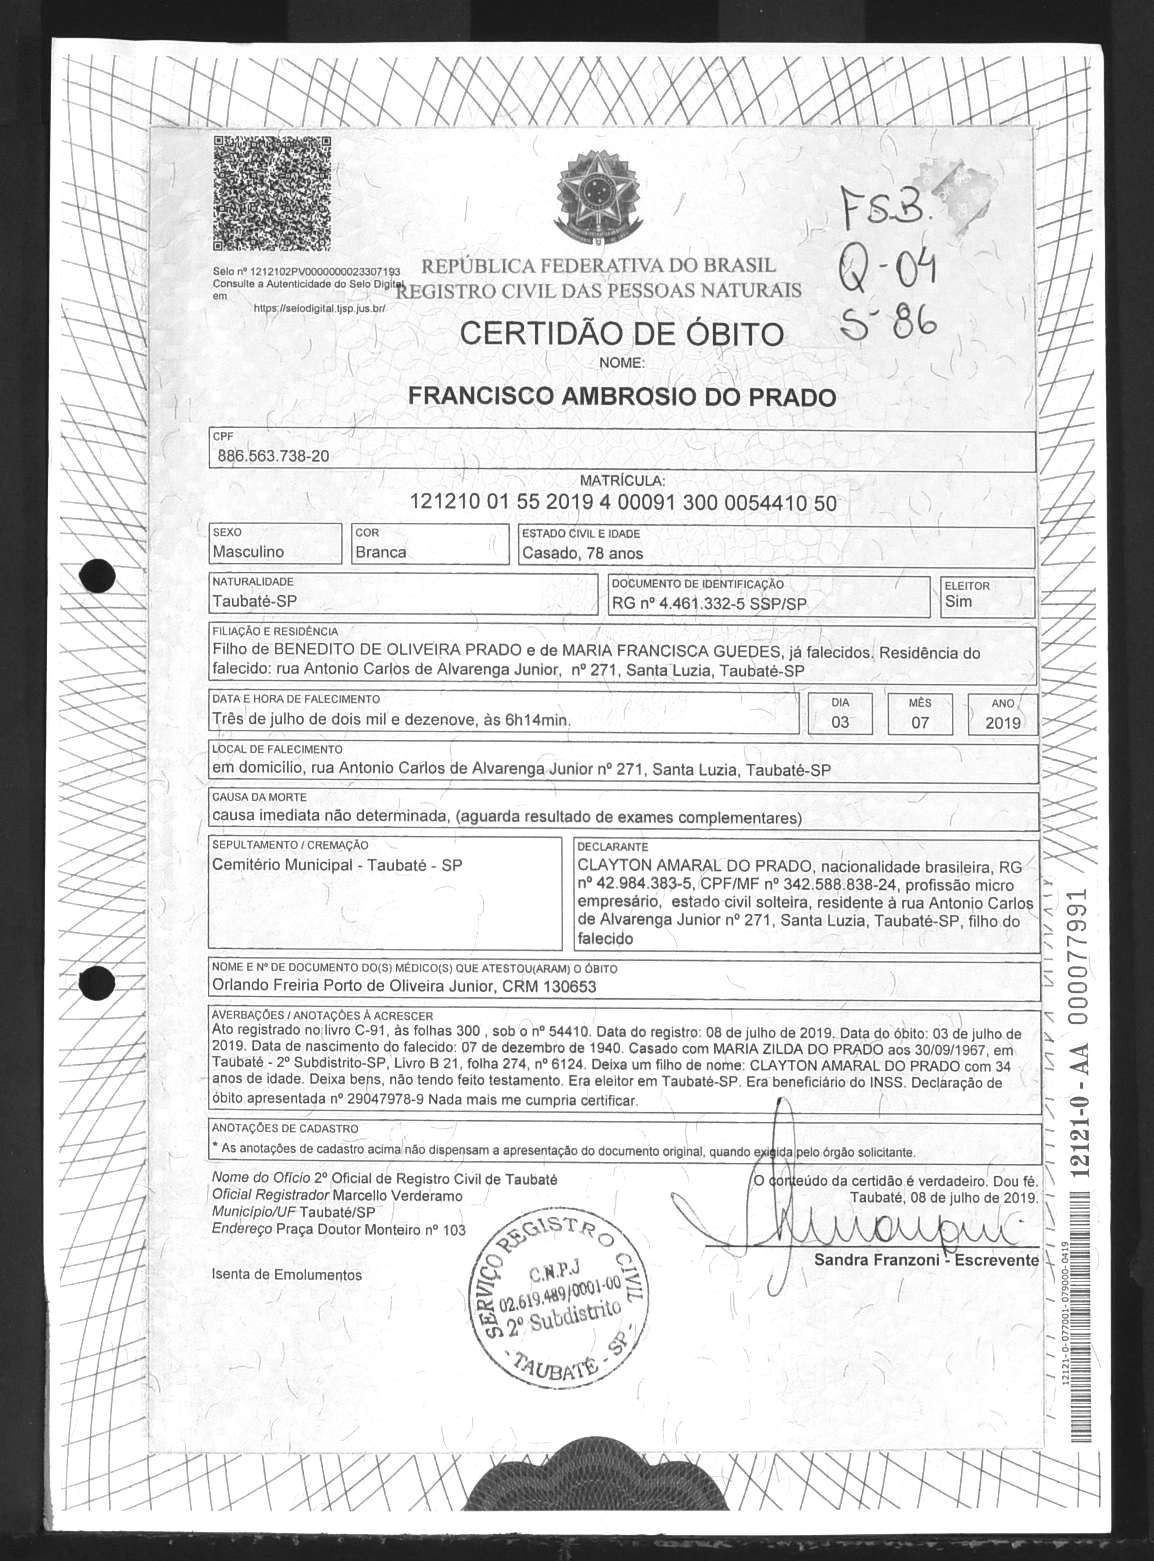 FSB.
Q-04
S-86
Selo nº 1212102PV0000000023307193
Consulte a Autenticidade do Selo Digital
em
https://selodigital.tjsp.jus.br/
REPÚBLICA FEDERATIVA DO BRASIL
REGISTRO CIVIL DAS PESSOAS NATURAIS
CERTIDÃO DE ÓBITO
NOME:
FRANCISCO AMBROSIO DO PRADO
CPF
886.563.738-20
MATRÍCULA:
121210 01 55 2019 4 00091 300 0054410 50
SEXO
Masculino
COR
Branca
ESTADO CIVIL E IDADE
Casado, 78 anos
NATURALIDADE
Taubaté-SP
DOCUMENTO DE IDENTIFICAÇÃO
RG nº 4.461.332-5 SSP/SP
ELEITOR
Sim
FILIAÇÃO E RESIDÊNCIA
Filho de BENEDITO DE OLIVEIRA PRADO e de MARIA FRANCISCA GUEDES, já falecidos. Residência do
falecido: rua Antonio Carlos de Alvarenga Junior, nº 271, Santa Luzia, Taubaté-SP
DATA E HORA DE FALECIMENTO
Três de julho de dois mil e dezenove, às 6h14min.
DIA
03
MÊS
07
ANO
2019
LOCAL DE FALECIMENTO
em domicílio, rua Antonio Carlos de Alvarenga Junior nº 271, Santa Luzia, Taubaté-SP
CAUSA DA MORTE
causa imediata não determinada, (aguarda resultado de exames complementares)
SEPULTAMENTO / CREMAÇÃO
Cemitério Municipal - Taubaté - SP
DECLARANTE
CLAYTON AMARAL DO PRADO, nacionalidade brasileira, RG
nº 42.984.383-5, CPF/MF nº 342.588.838-24, profissão micro
empresário, estado civil solteira, residente à rua Antonio Carlos
de Alvarenga Junior nº 271, Santa Luzia, Taubaté-SP, filho do
falecido
NOME E Nº DE DOCUMENTO DO(S) MÉDICO(S) QUE ATESTOU(ARAM) O ÓBITO
Orlando Freiria Porto de Oliveira Junior, CRM 130653
AVERBAÇÕES / ANOTAÇÕES À ACRESCER
Ato registrado no livro C-91, às folhas 300 , sob o nº 54410. Data do registro: 08 de julho de 2019. Data do óbito: 03 de julho de
2019. Data de nascimento do falecido: 07 de dezembro de 1940. Casado com MARIA ZILDA DO PRADO aos 30/09/1967, em
Taubaté - 2º Subdistrito-SP, Livro B 21, folha 274, nº 6124. Deixa um filho de nome: CLAYTON AMARAL DO PRADO com 34
anos de idade. Deixa bens, não tendo feito testamento. Era eleitor em Taubaté-SP. Era beneficiário do INSS. Declaração de
óbito apresentada nº 29047978-9 Nada mais me cumpria certificar.
ANOTAÇÕES DE CADASTRO
* As anotações de cadastro acima não dispensam a apresentação do documento original, quando exigida pelo órgão solicitante.
Nome do Ofício 2º Oficial de Registro Civil de Taubaté
Oficial Registrador Marcello Verderamo
Município/UF Taubaté/SP
Endereço Praça Doutor Monteiro nº 103
Isenta de Emolumentos
O conteúdo da certidão é verdadeiro. Dou fé.
Taubaté, 08 de julho de 2019.
Sandra Franzoni - Escrevente
SERVIÇO REGISTRO CIVIL
C.N.P.J
02.619.489/0001-00
2º Subdistrito
- TAUBATÉ - SP -
12121-0 - AA 000077991
12121-0-077001-079000-0419